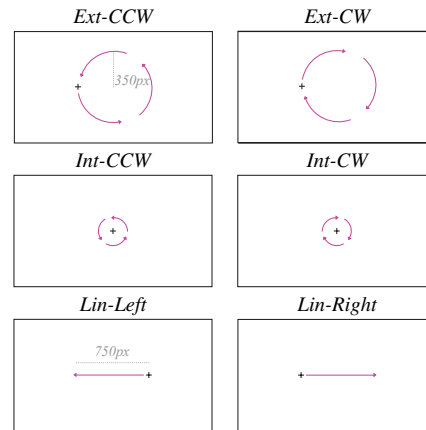 Ext-CCW
Ext-CW
350px
Int-CCW
Int-CW
Lin-Left
Lin-Right
750px